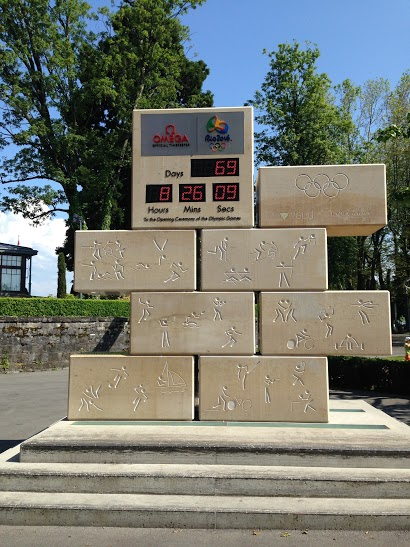 OMEGA
OFFICIAL TIMEKEEPER
Rio2016
Days 69
8 26 09
Hours Mins Secs
To the Opening Ceremony of the Olympic Games